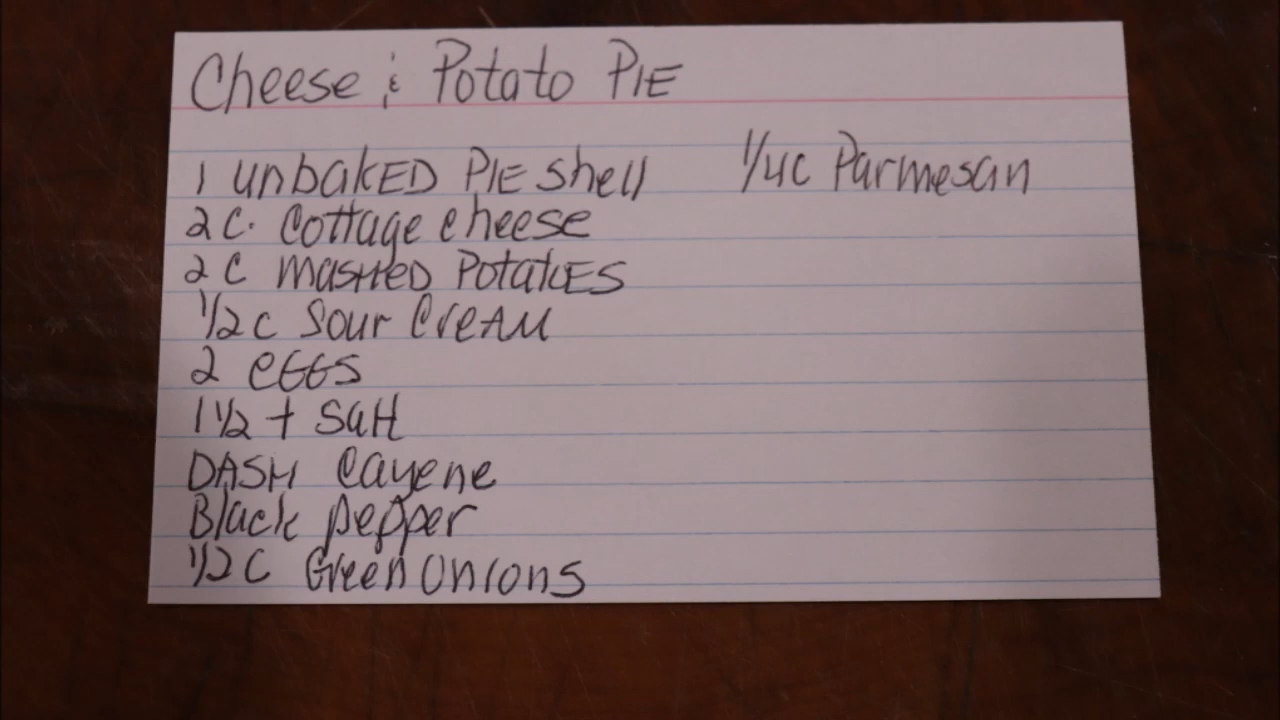 Cheese & Potato PIE
1 unbakED PIE shell
2 C. Cottage cheese
2 C MASHED PotatoES
1/2 C Sour CreAM
2 eGGS
1 1/2 t Salt
DASH Cayene
Black pepper
1/2 C Green Onions
1/4 C Parmesan